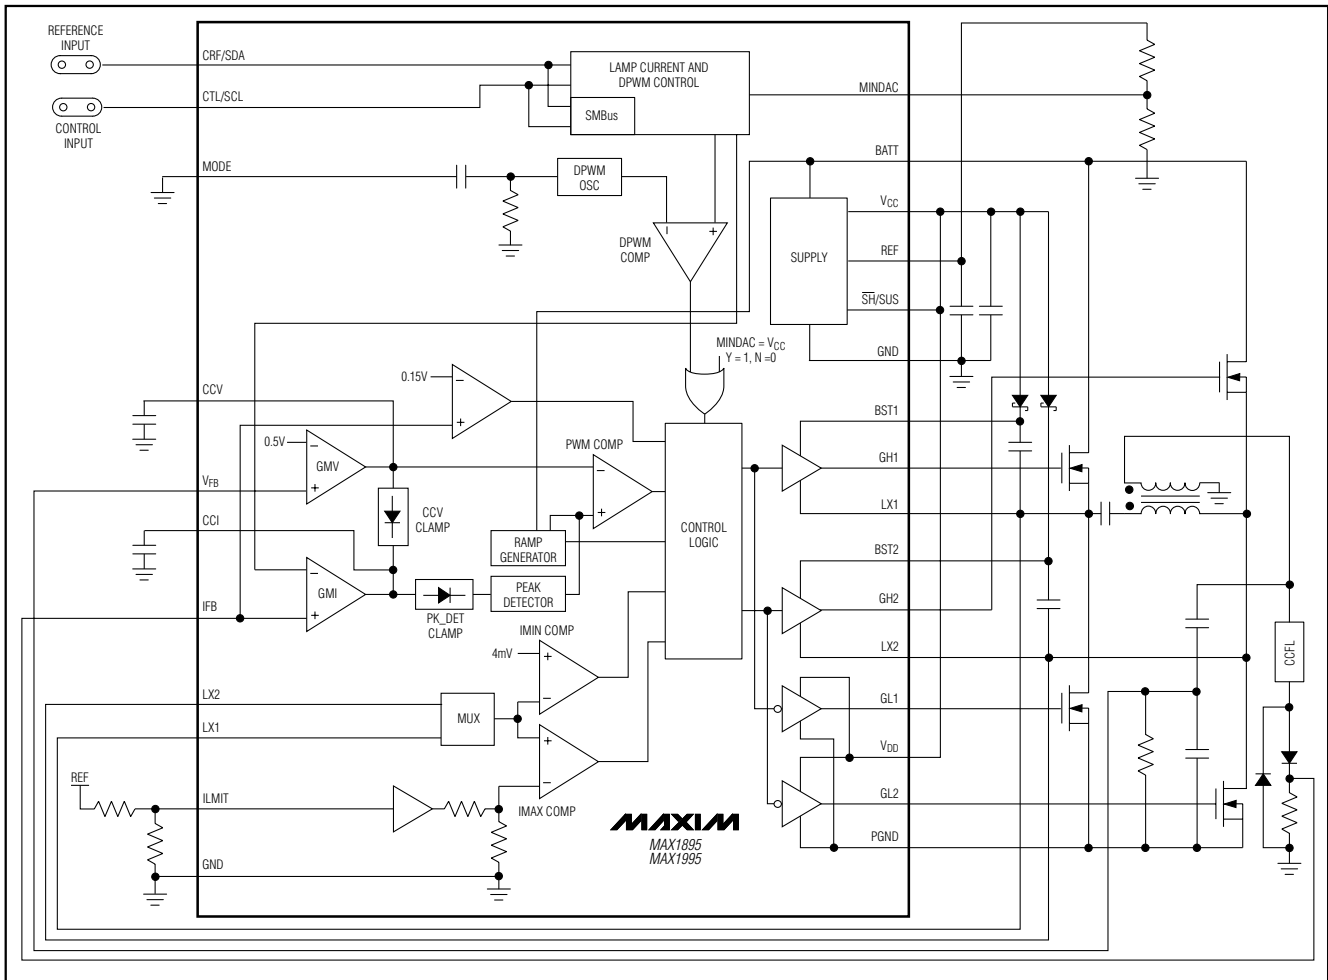 REFERENCE
INPUT
CRF/SDA
CTL/SCL
CONTROL
INPUT
LAMP CURRENT AND
DPWM CONTROL
SMBus
MINDAC
MODE
DPWM
OSC
BATT
DPWM
COMP
SUPPLY
VCC
REF
SH/SUS
GND
MINDAC = VCC
Y = 1, N =0
CCV
0.15V
−
+
0.5V
GMV
PWM COMP
VFB
CCI
CCV
CLAMP
RAMP
GENERATOR
CONTROL
LOGIC
BST1
GH1
LX1
BST2
GMI
IFB
PK_DET
CLAMP
PEAK
DETECTOR
IMIN COMP
4mV
GH2
LX2
CCFL
LX2
LX1
MUX
GL1
VDD
REF
ILMIT
IMAX COMP
GL2
MAXIM
MAX1895
MAX1995
PGND
GND